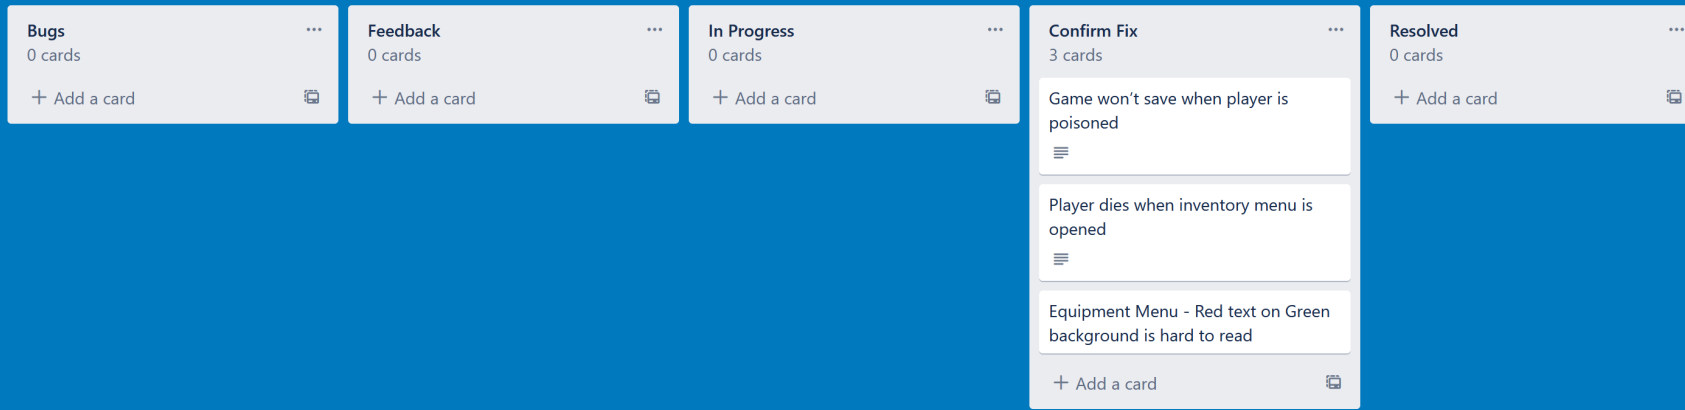 Bugs
0 cards
+ Add a card
Feedback
0 cards
+ Add a card
In Progress
0 cards
+ Add a card
Confirm Fix
3 cards
Game won’t save when player is
poisoned
Player dies when inventory menu is
opened
Equipment Menu - Red text on Green
background is hard to read
+ Add a card
Resolved
0 cards
+ Add a card